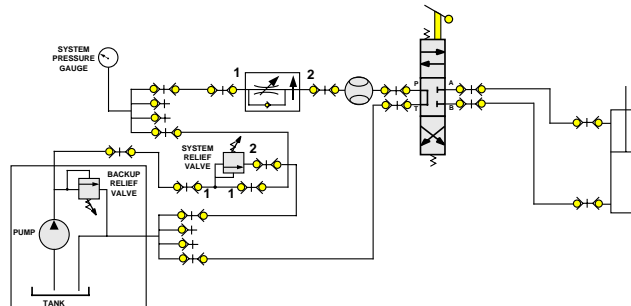 SYSTEM
PRESSURE
GAUGE
1
2
P
A
T
B
SYSTEM
RELIEF
VALVE
2
1
1
BACKUP
RELIEF
VALVE
PUMP
TANK